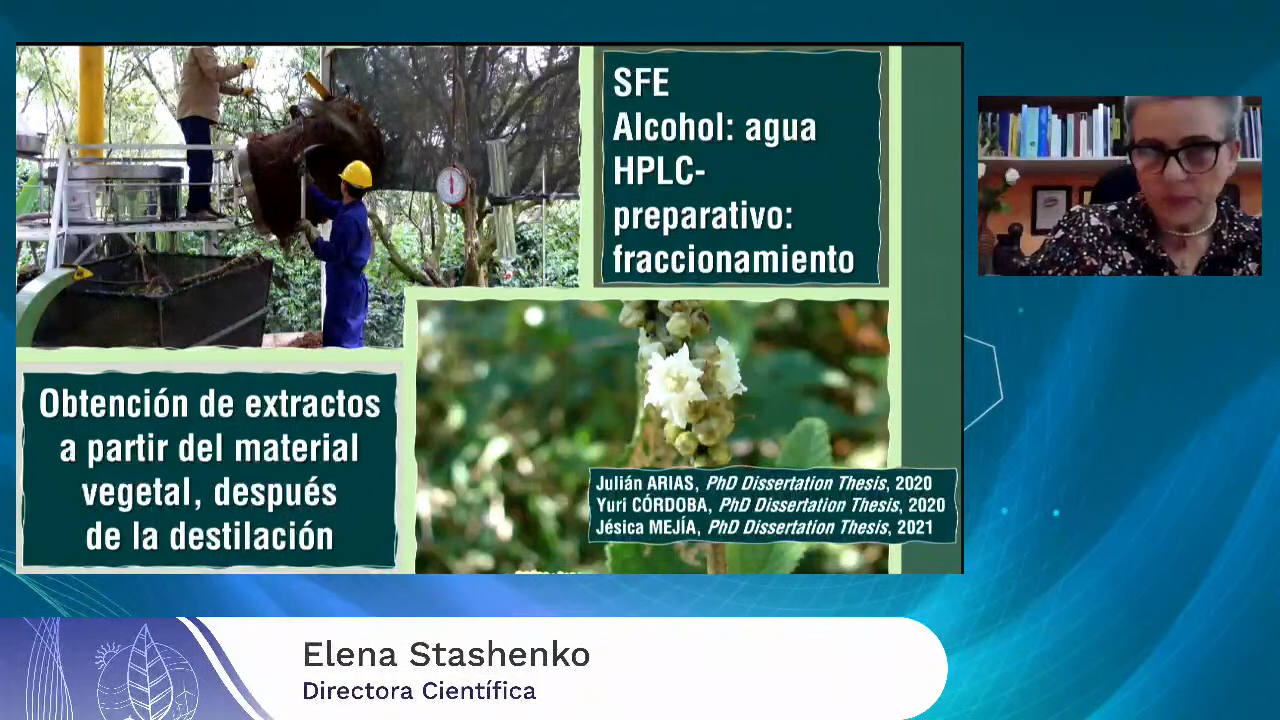 SFE
Alcohol: agua
HPLC-
preparativo:
fraccionamiento
Obtención de extractos
a partir del material
vegetal, después
de la destilación
Julián ARIAS, PhD Dissertation Thesis, 2020
Yuri CÓRDOBA, PhD Dissertation Thesis, 2020
Jésica MEJÍA, PhD Dissertation Thesis, 2021
Elena Stashenko
Directora Científica